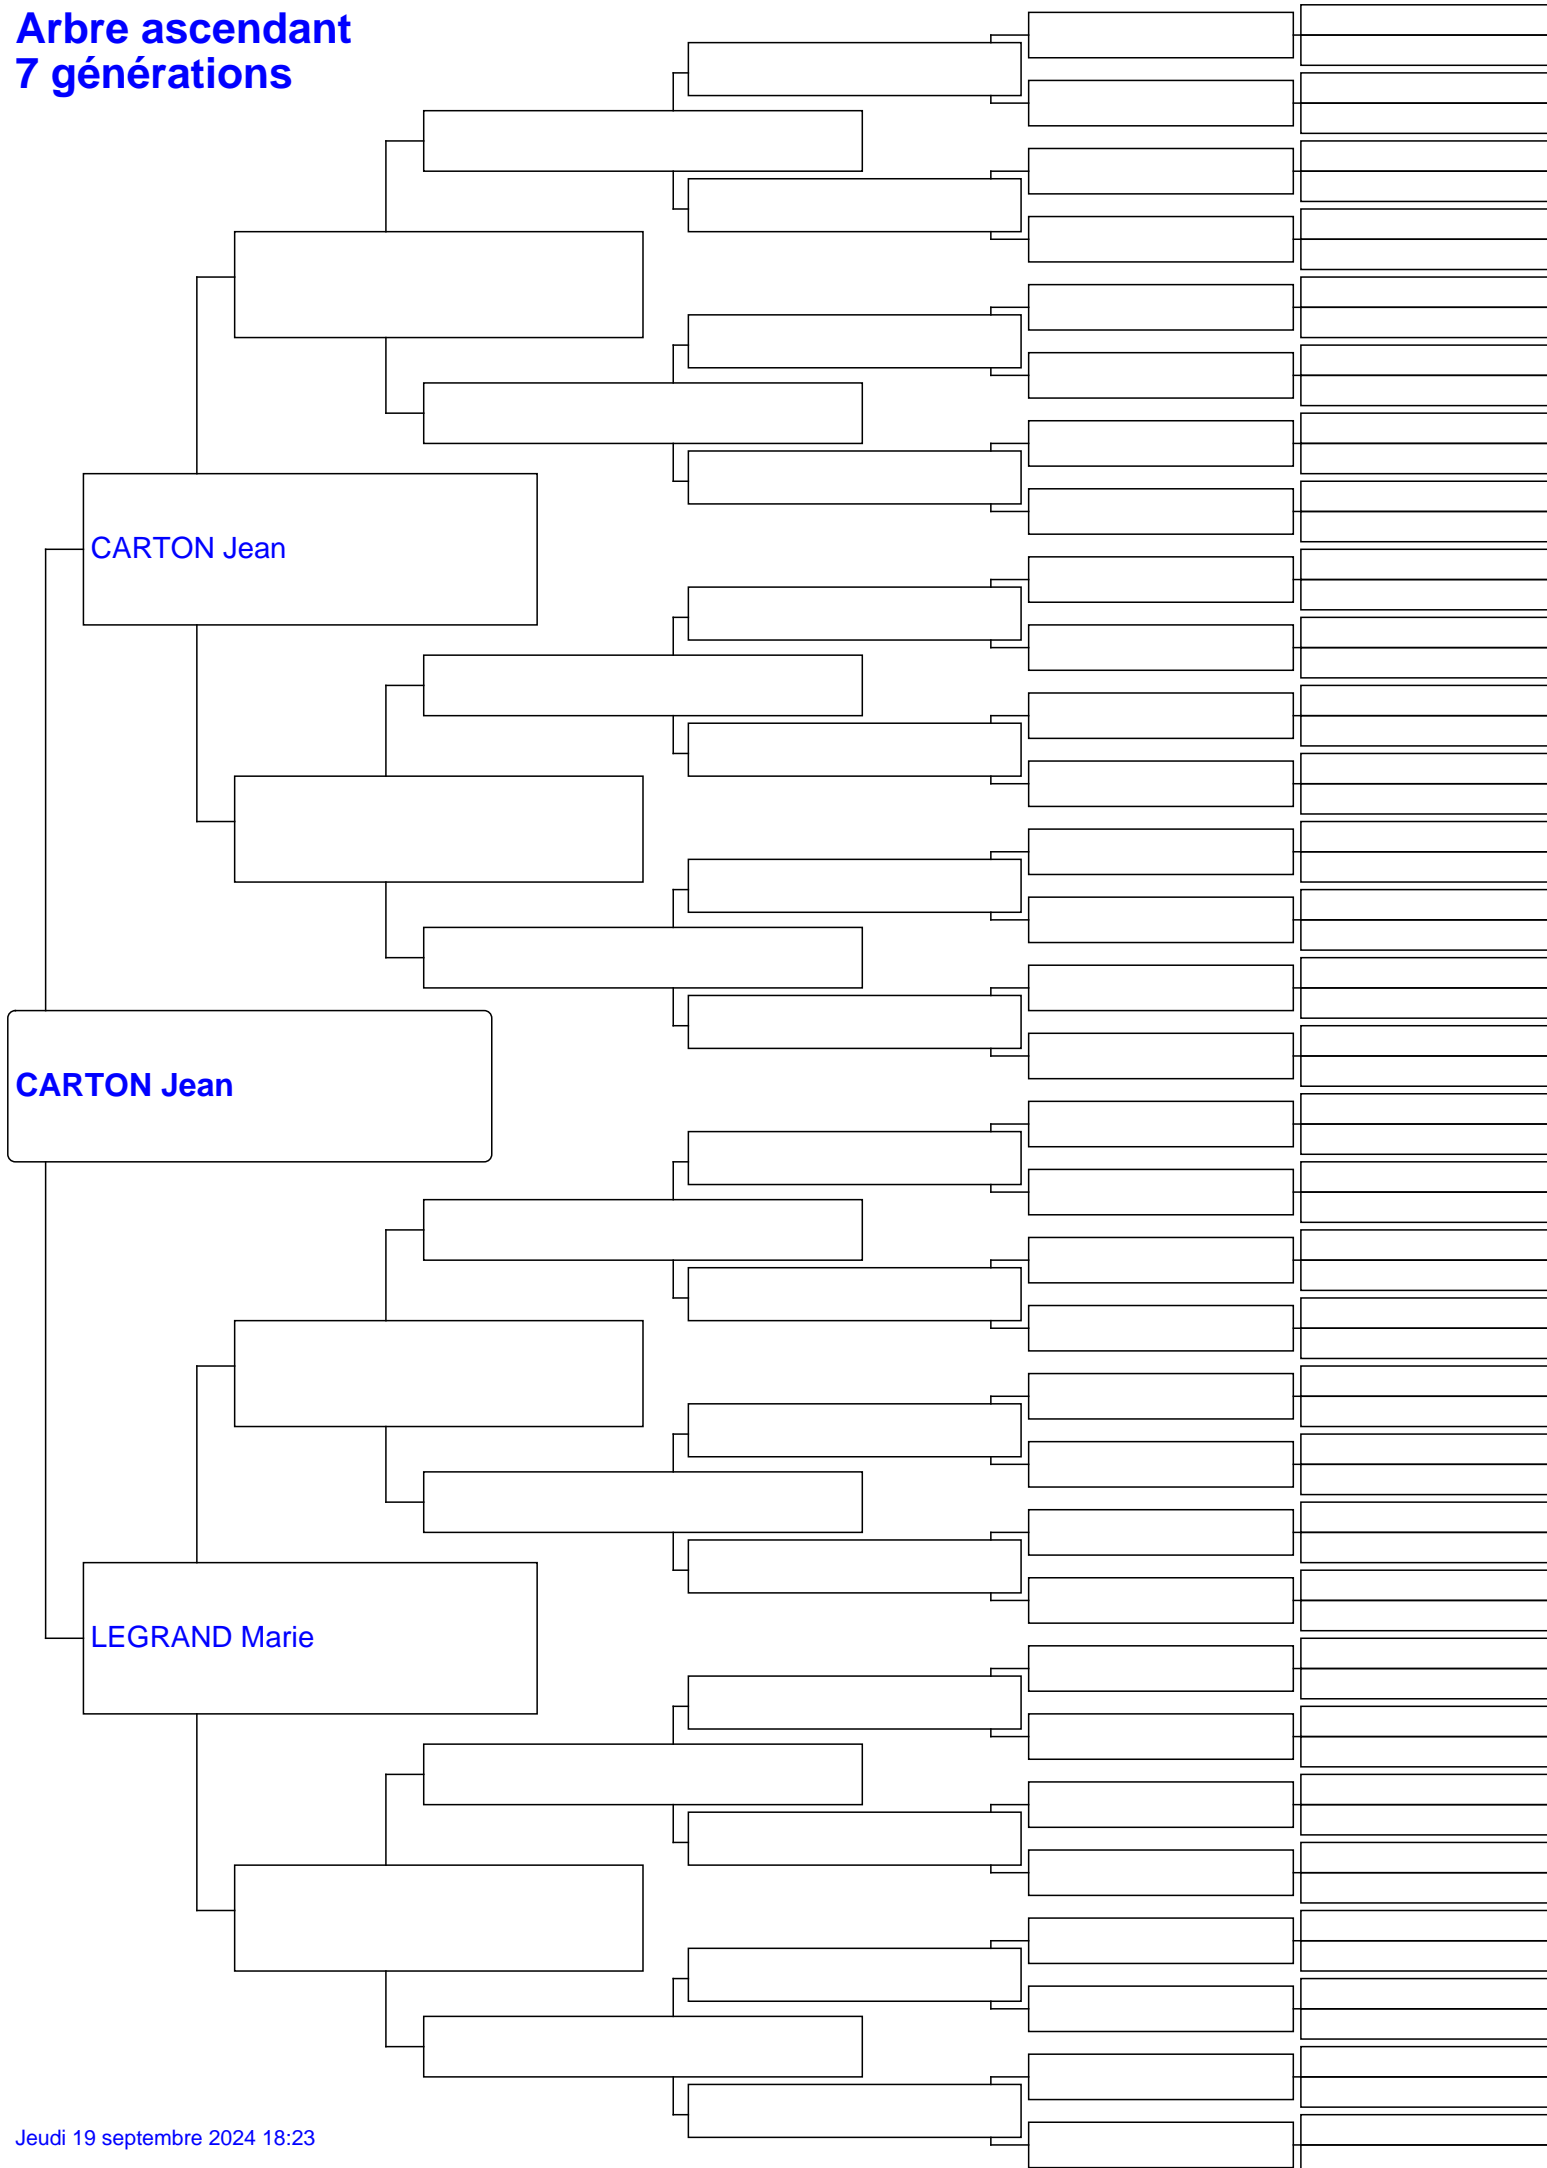 Arbre ascendant
7 générations
CARTON Jean
CARTON Jean
LEGRAND Marie
Jeudi 19 septembre 2024 18:23